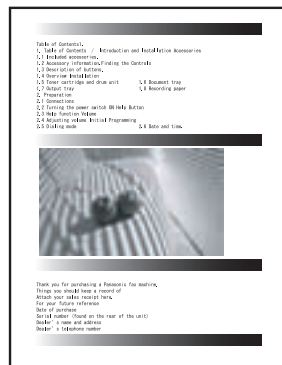 Table of Contents1.
1. Table of Contents / Introduction and Installation Accessories
1.1 Included accessories.
1.2 Accessory information.Finding the Controls
1.3 Description of buttons.
1.4 Overview Installation
1.5 Toner cartridge and drum unit 1.6 Document tray
1.7 Output tray 1.8 Recording paper
2. Preparation
2.1 Connections
2.2 Turning the power switch ON Help Button
2.3 Help function Volume
2.4 Adjusting volume Initial Programming
2.5 Dialing mode 2.6 Date and time.
Thank you for purchasing a Panasonic fax machine.
Things you should keep a record of
Attach your sales receipt here.
For your future reference
Date of purchase
Serial number (found on the rear of the unit)
Dealer's name and address
Dealer's telephone number